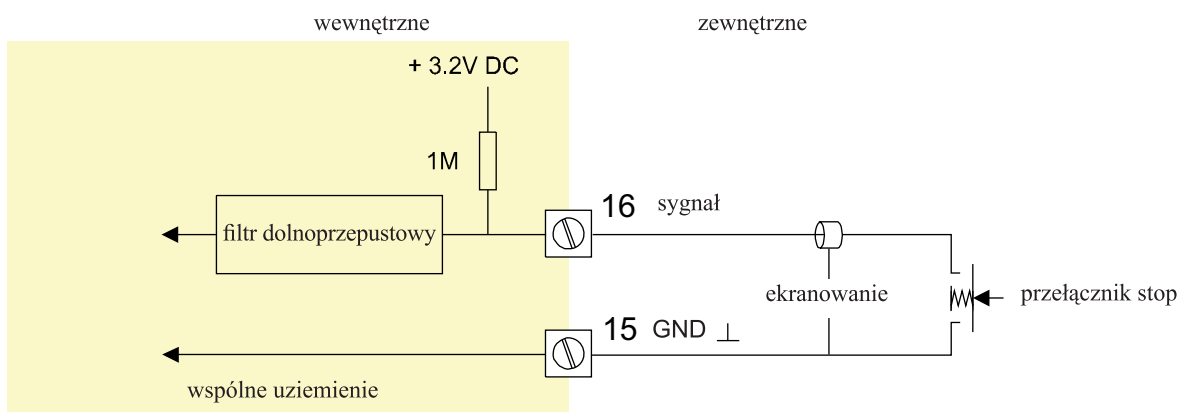 wewnętrzne
zewnętrzne
+ 3.2V DC
1M
16 sygnał
filtr dolnoprzepustowy
ekranowanie
przełącznik stop
15 GND
wspólne uziemienie